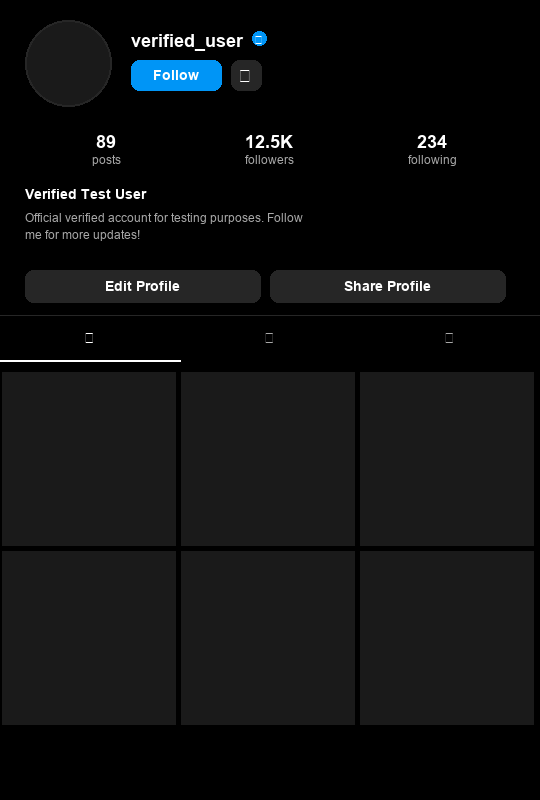 verified_user
Follow
89 12.5K 234
posts followers following
Verified Test User
Official verified account for testing purposes. Follow
me for more updates!
Edit Profile Share Profile